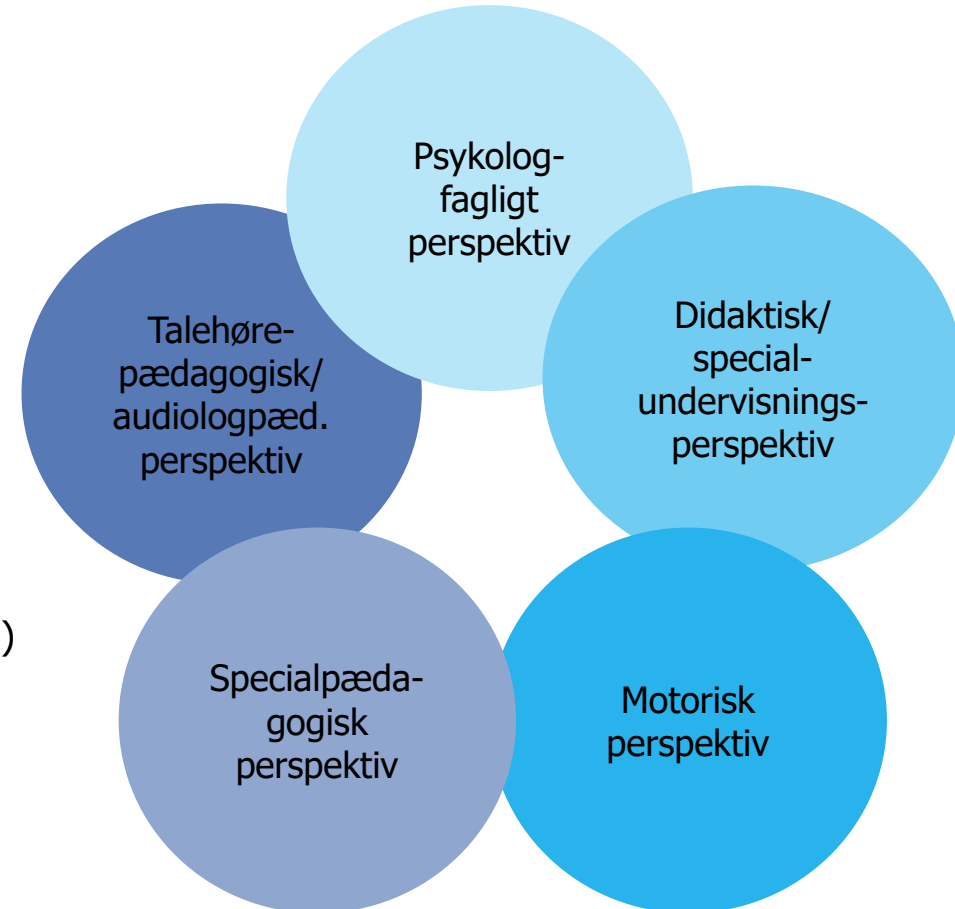 Psykolog-
fagligt
perspektiv
Talehøre-
pædagogisk/
audiologpæd.
perspektiv
Didaktisk/
special-
undervisnings-
perspektiv
)
Specialpæda-
gogisk
perspektiv
Motorisk
perspektiv